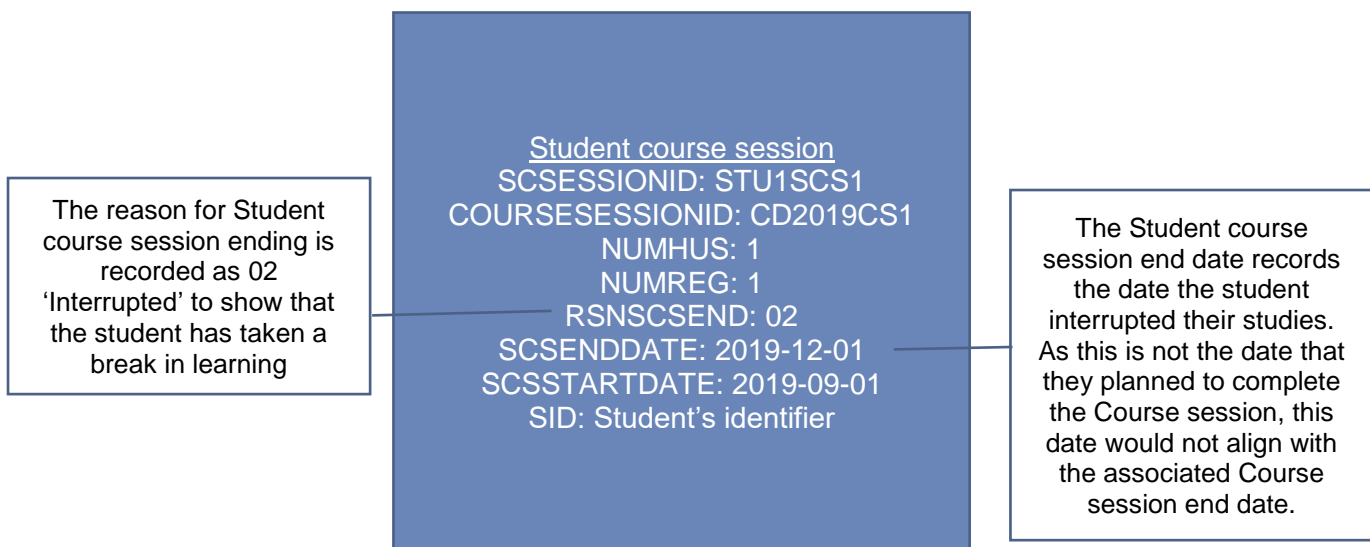 The reason for Student
course session ending is
recorded as 02
‘Interrupted’ to show that
the student has taken a
break in learning
Student course session
SCSESSIONID: STU1SCS1
COURSESESSIONID: CD2019CS1
NUMHUS: 1
NUMREG: 1
RSNSCSEND: 02
SCSENDDATE: 2019-12-01
SCSSTARTDATE: 2019-09-01
SID: Student’s identifier
The Student course
session end date records
the date the student
interrupted their studies.
As this is not the date that
they planned to complete
the Course session, this
date would not align with
the associated Course
session end date.